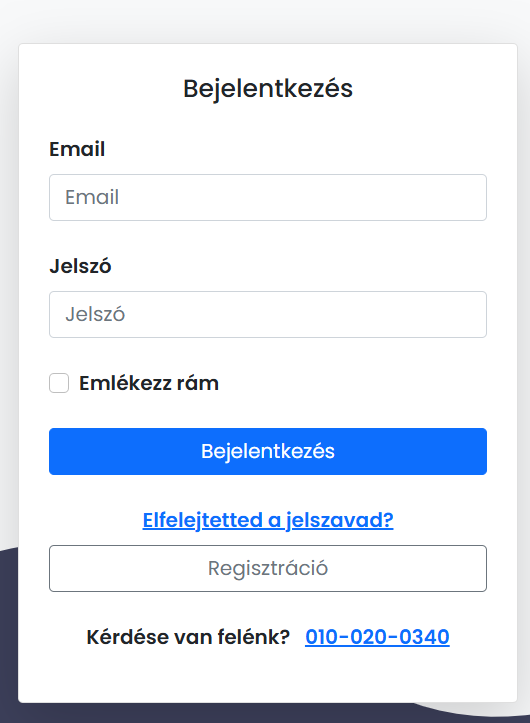 Bejelentkezés
Email
Email
Jelszó
Jelszó
Emlékezz rám
Bejelentkezés
Elfelejtetted a jelszavad?
Regisztráció
Kérdése van felénk? 010-020-0340